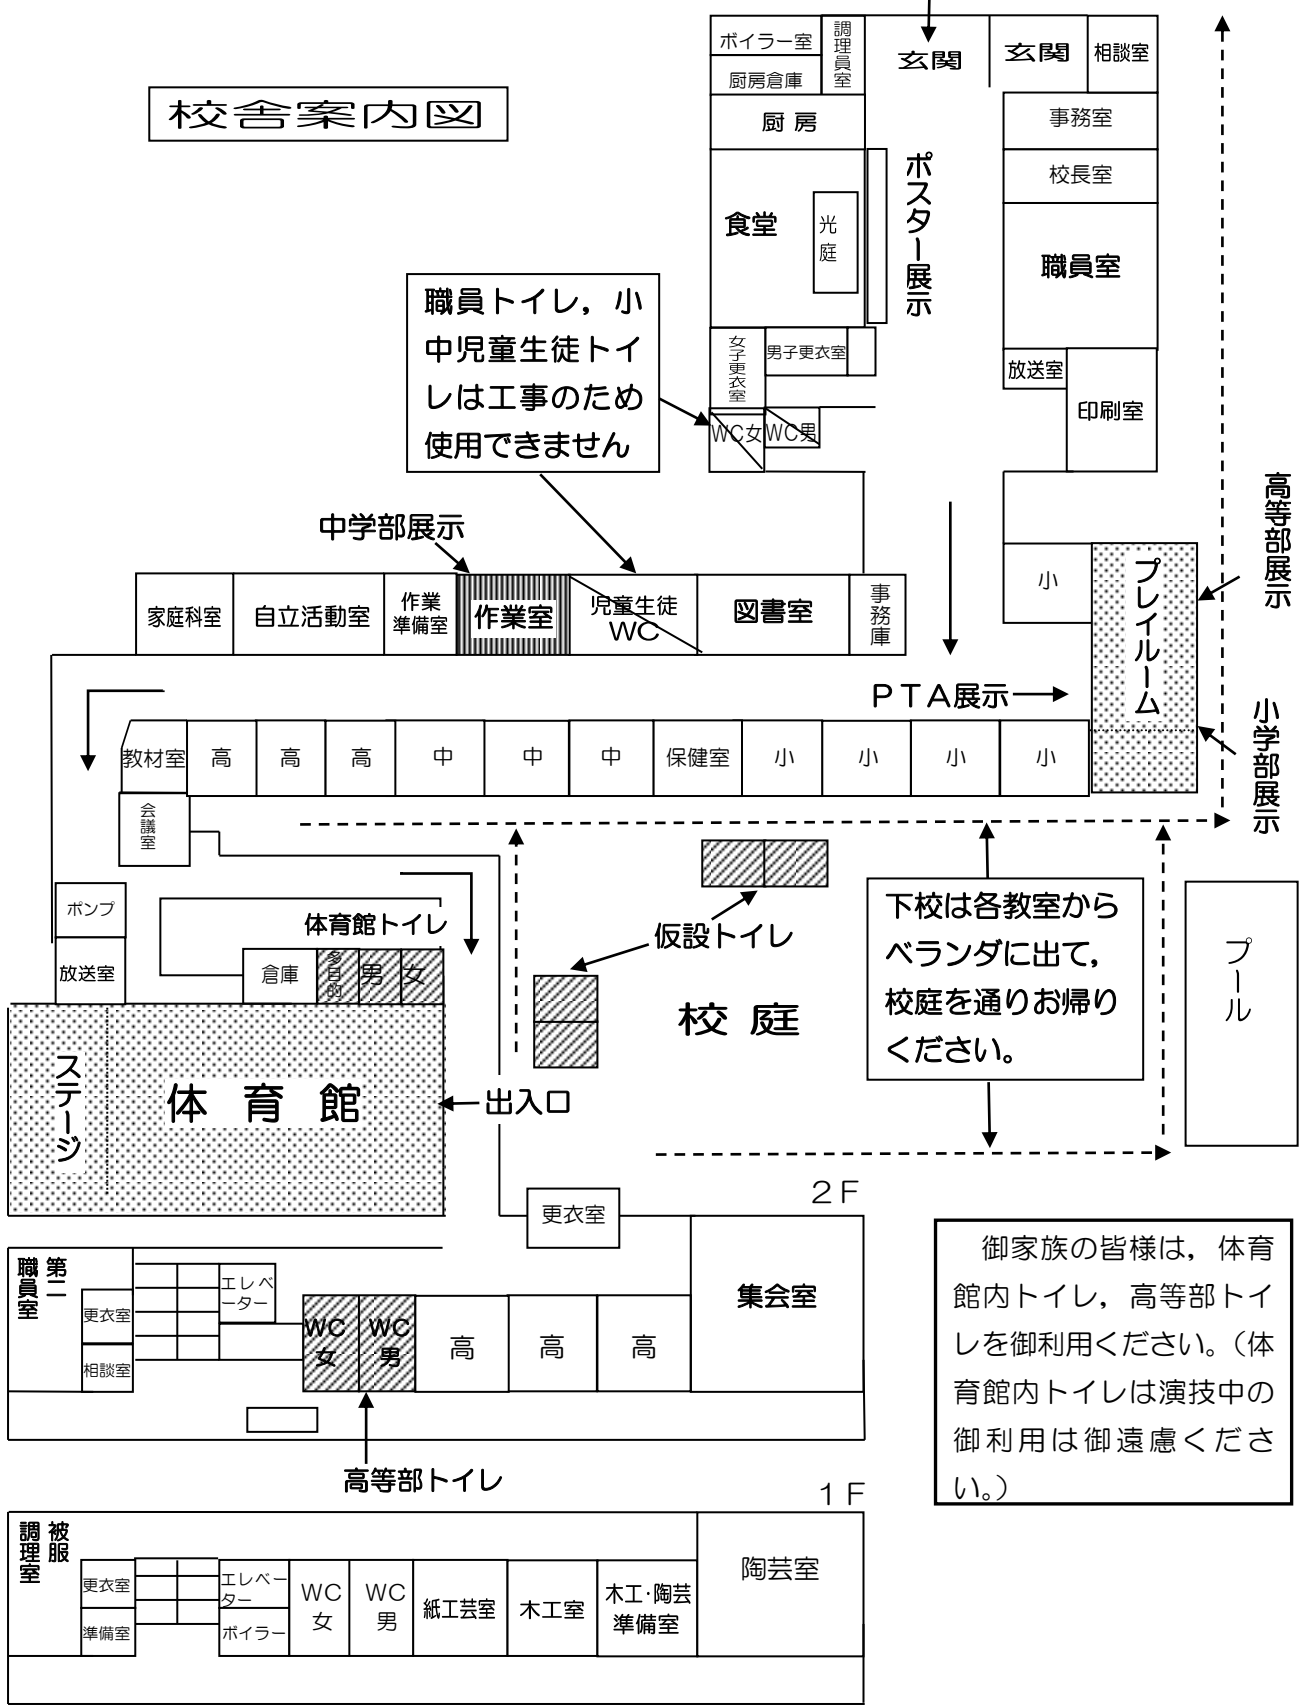 校舎案内図
ボイラー室
調理員室
厨房倉庫
玄関
玄関
相談室
厨 房
事務室
校長室
食堂
光庭
ポスター展示
職員室
職員トイレ，小
中児童生徒トイ
レは工事のため
使用できません
女子更衣室
男子更衣室
放送室
印刷室
WC女
WC男
高等部展示
中学部展示
家庭科室
自立活動室
作業
準備室
作業室
児童生徒
WC
図書室
事務庫
小
プレイルーム
ＰＴＡ展示
小学部展示
教材室
高
高
高
中
中
中
保健室
小
小
小
小
会議室
ポンプ
放送室
体育館トイレ
倉庫
多目的
男
女
仮設トイレ
校 庭
下校は各教室から
ベランダに出て，
校庭を通りお帰り
ください。
プール
ステージ
体 育 館
出入口
２Ｆ
更衣室
第二
職員室
更衣室
相談室
エレベ
ーター
WC
女
WC
男
高
高
高
集会室
高等部トイレ
御家族の皆様は，体育
館内トイレ，高等部トイ
レを御利用ください。（体
育館内トイレは演技中の
御利用は御遠慮くださ
い。）
１Ｆ
被服
調理室
更衣室
準備室
エレベー
ター
ボイラー
WC
女
WC
男
紙工芸室
木工室
木工・陶芸
準備室
陶芸室